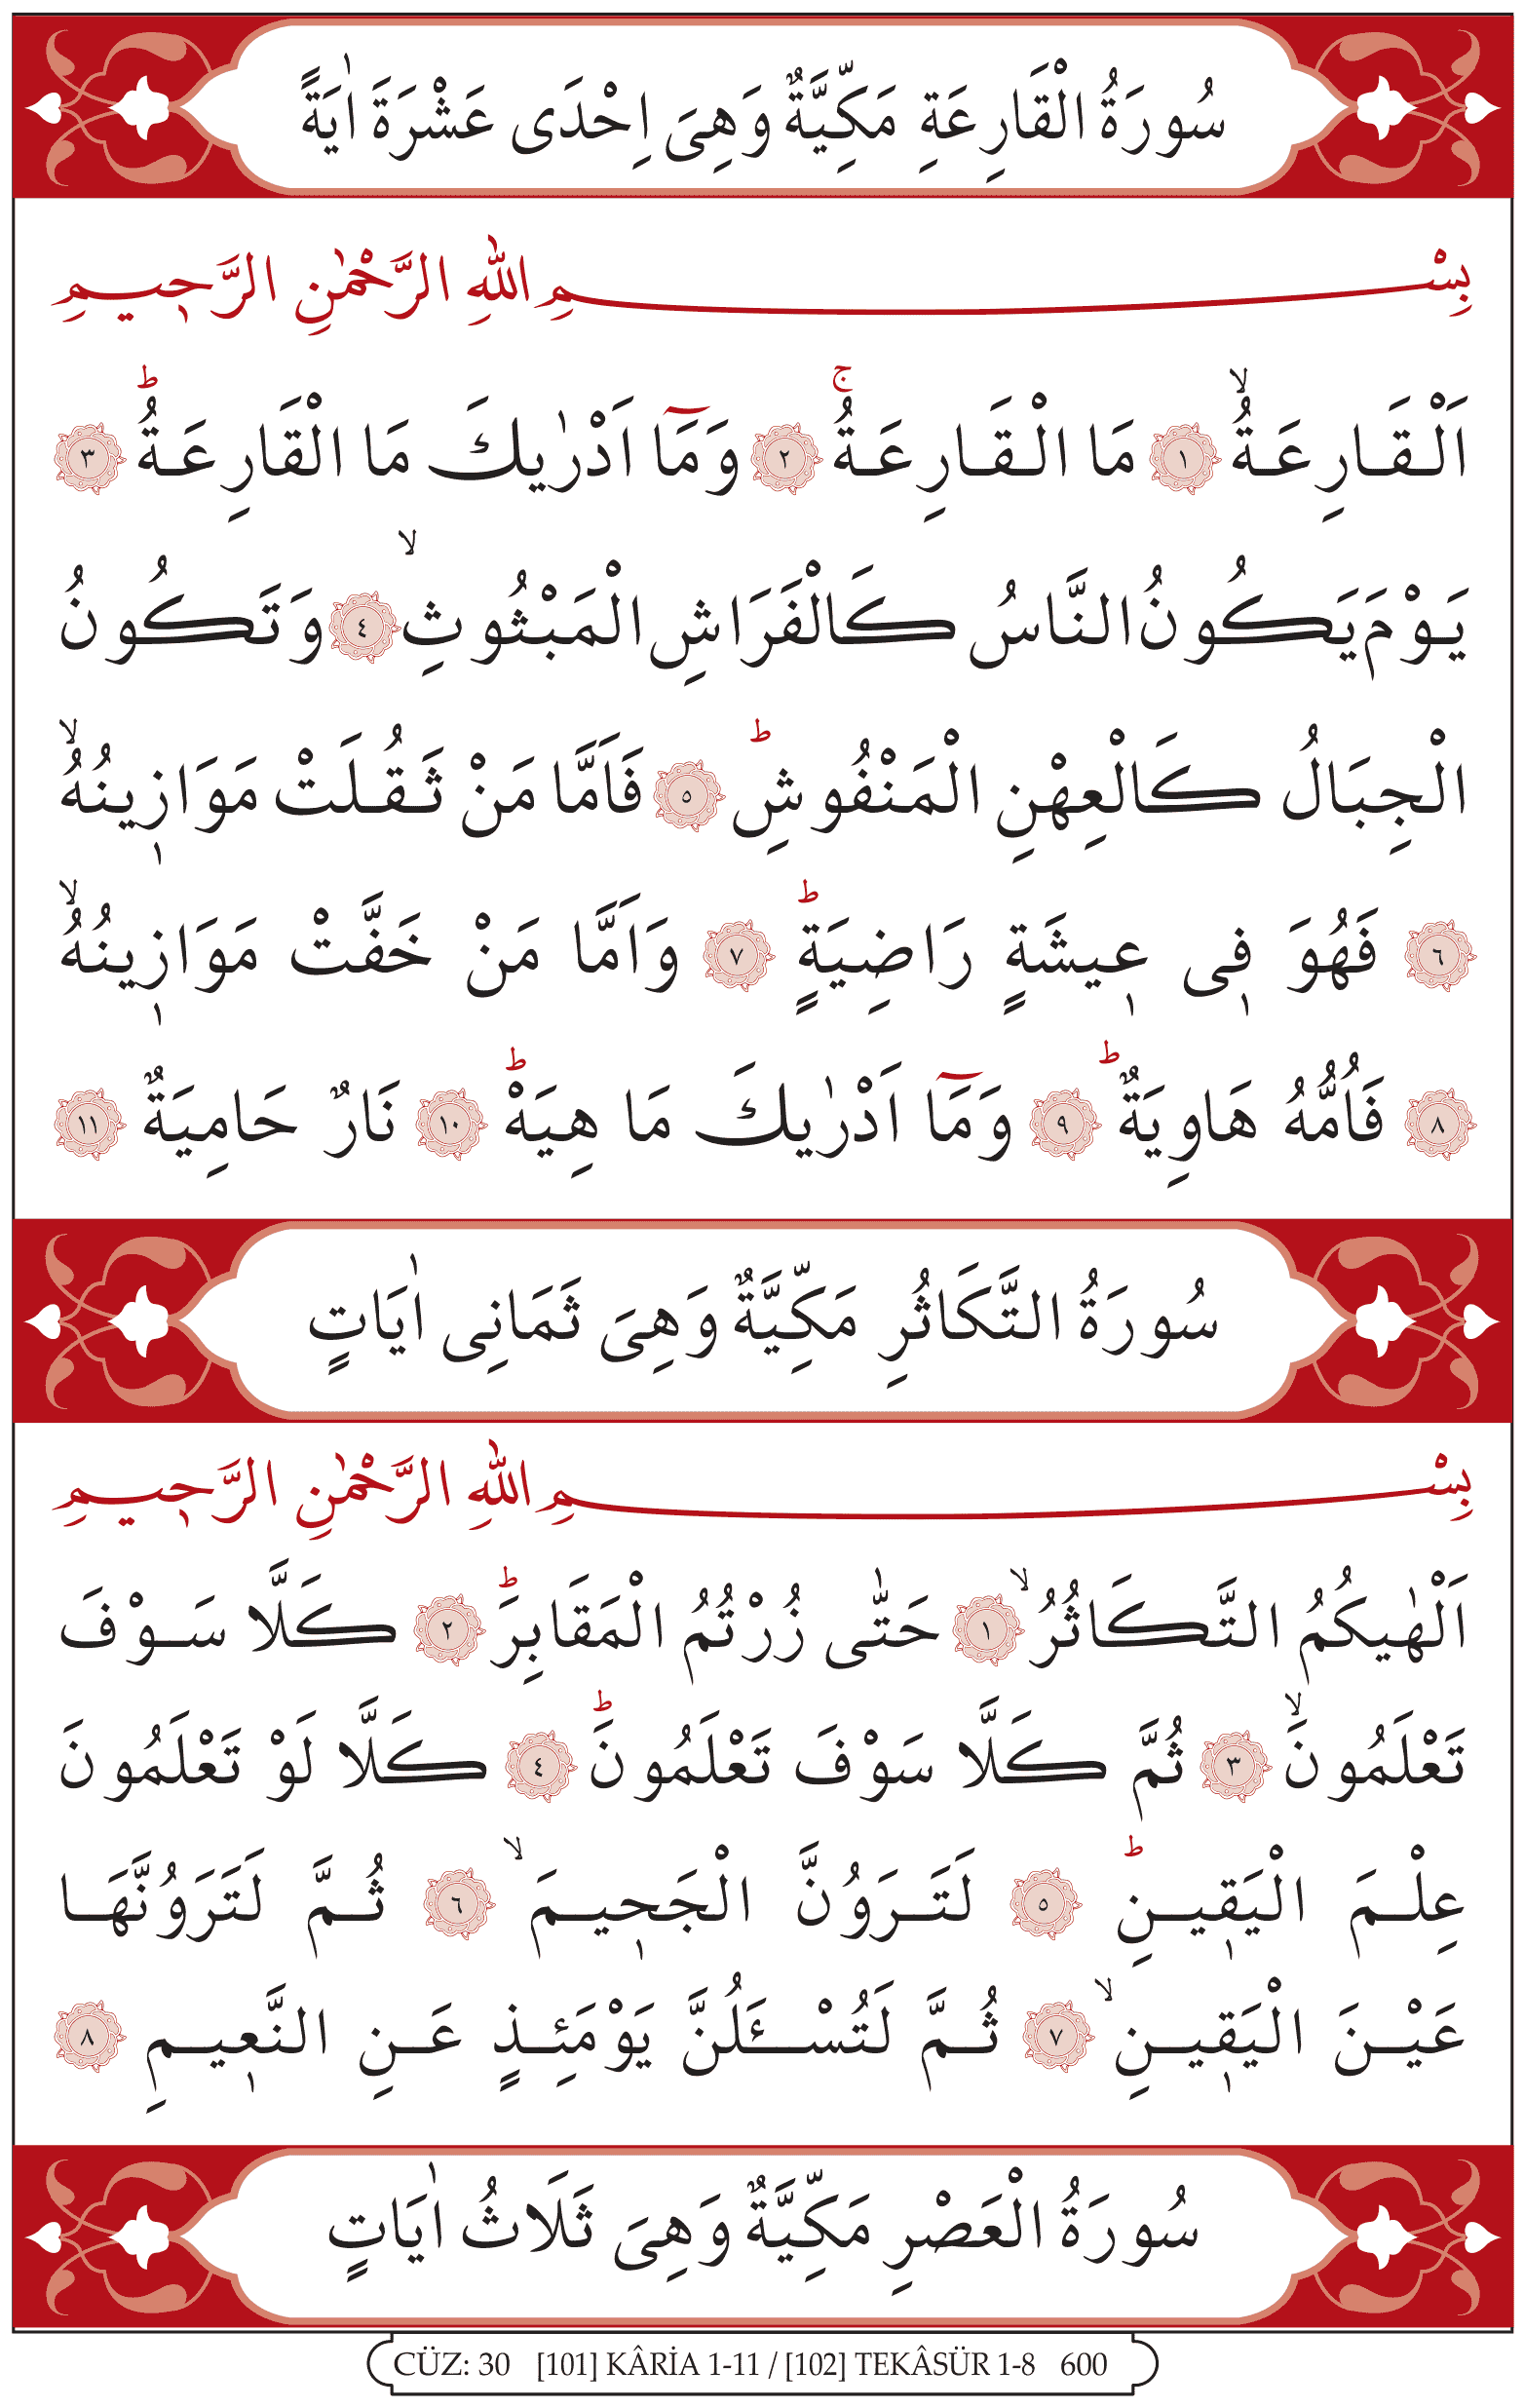 سُورَةُ الْقَارِعَةِ مَكِّيَّةٌ وَهِيَ اِحْدَى عَشْرَةَ اٰيَةً
بِسْمِ اللّٰهِ الرَّحْمٰنِ الرَّح۪يمِ
اَلْقَارِعَةُۙ ﴿١﴾ مَا الْقَارِعَةُۚ ﴿٢﴾ وَمَٓا اَدْرٰيكَ مَا الْقَارِعَةُۜ ﴿٣﴾
يَوْمَ يَكُونُ النَّاسُ كَالْفَرَاشِ الْمَبْثُوثِۙ ﴿٤﴾ وَتَكُونُ
الْجِبَالُ كَالْعِهْنِ الْمَنْفُوشِۜ ﴿٥﴾ فَاَمَّا مَنْ ثَقُلَتْ مَوَاز۪ينُهُۙ
﴿٦﴾ فَهُوَ ف۪ى ع۪يشَةٍ رَاضِيَةٍۜ ﴿٧﴾ وَاَمَّا مَنْ خَفَّتْ مَوَاز۪ينُهُۙ
﴿٨﴾ فَاُمُّهُ هَاوِيَةٌۜ ﴿٩﴾ وَمَٓا اَدْرٰيكَ مَا هِيَهْۜ ﴿١٠﴾ نَارٌ حَامِيَةٌ ﴿١١﴾
سُورَةُ التَّكَاثُرِ مَكِّيَّةٌ وَهِيَ ثَمَانِى اٰيَاتٍ
بِسْمِ اللّٰهِ الرَّحْمٰنِ الرَّح۪يمِ
اَلْهٰيكُمُ التَّكَاثُرُۙ ﴿١﴾ حَتّٰى زُرْتُمُ الْمَقَابِرَۜ ﴿٢﴾ كَلَّا سَوْفَ
تَعْلَمُونَۙ ﴿٣﴾ ثُمَّ كَلَّا سَوْفَ تَعْلَمُونَۜ ﴿٤﴾ كَلَّا لَوْ تَعْلَمُونَ
عِلْمَ الْيَق۪ينِۜ ﴿٥﴾ لَتَرَوُنَّ الْجَح۪يمَۙ ﴿٦﴾ ثُمَّ لَتَرَوُنَّهَا
عَيْنَ الْيَق۪ينِۙ ﴿٧﴾ ثُمَّ لَتُسْـَٔلُنَّ يَوْمَئِذٍ عَنِ النَّع۪يمِ ﴿٨﴾
سُورَةُ الْعَصْرِ مَكِّيَّةٌ وَهِيَ ثَلَاثُ اٰيَاتٍ
CÜZ: 30 [101] KÂRİA 1-11 / [102] TEKÂSÜR 1-8 600